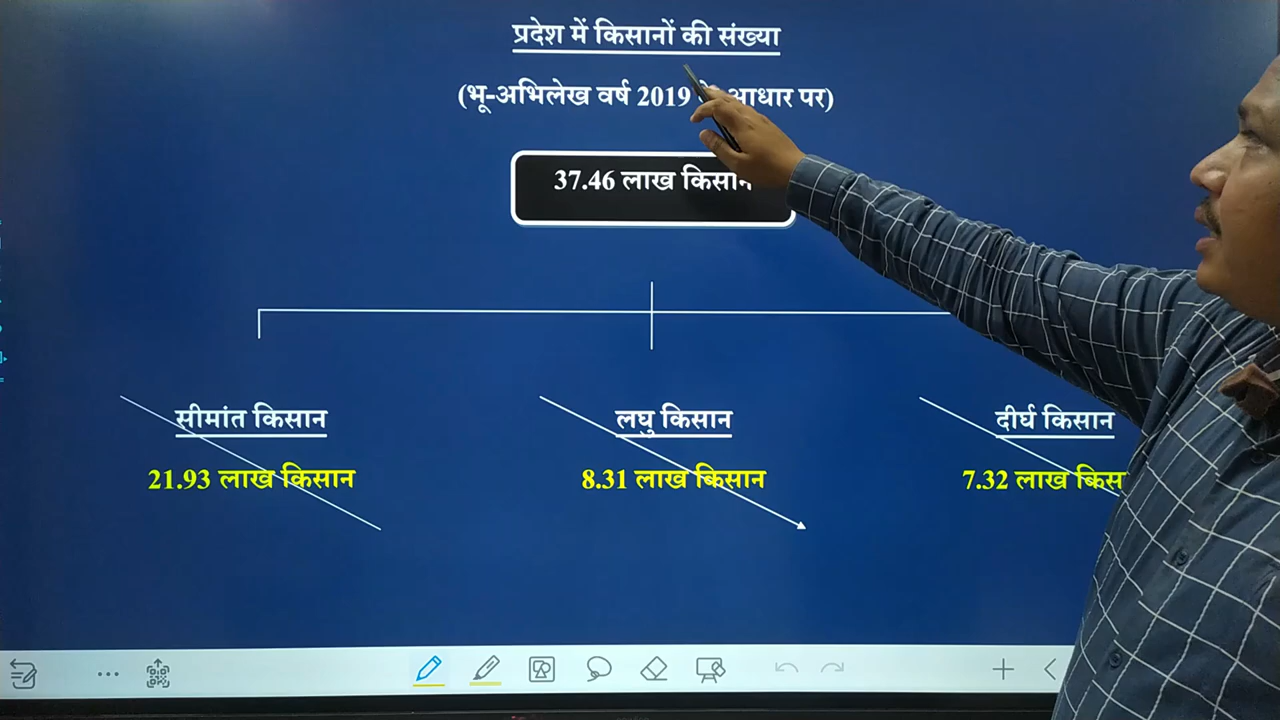 प्रदेश में किसानों की संख्या
(भू-अभिलेख वर्ष 2019 आधार पर)
37.46 लाख किसान
सीमांत किसान
लघु किसान
दीर्घ किसान
21.93 लाख किसान
8.31 लाख किसान
7.32 लाख